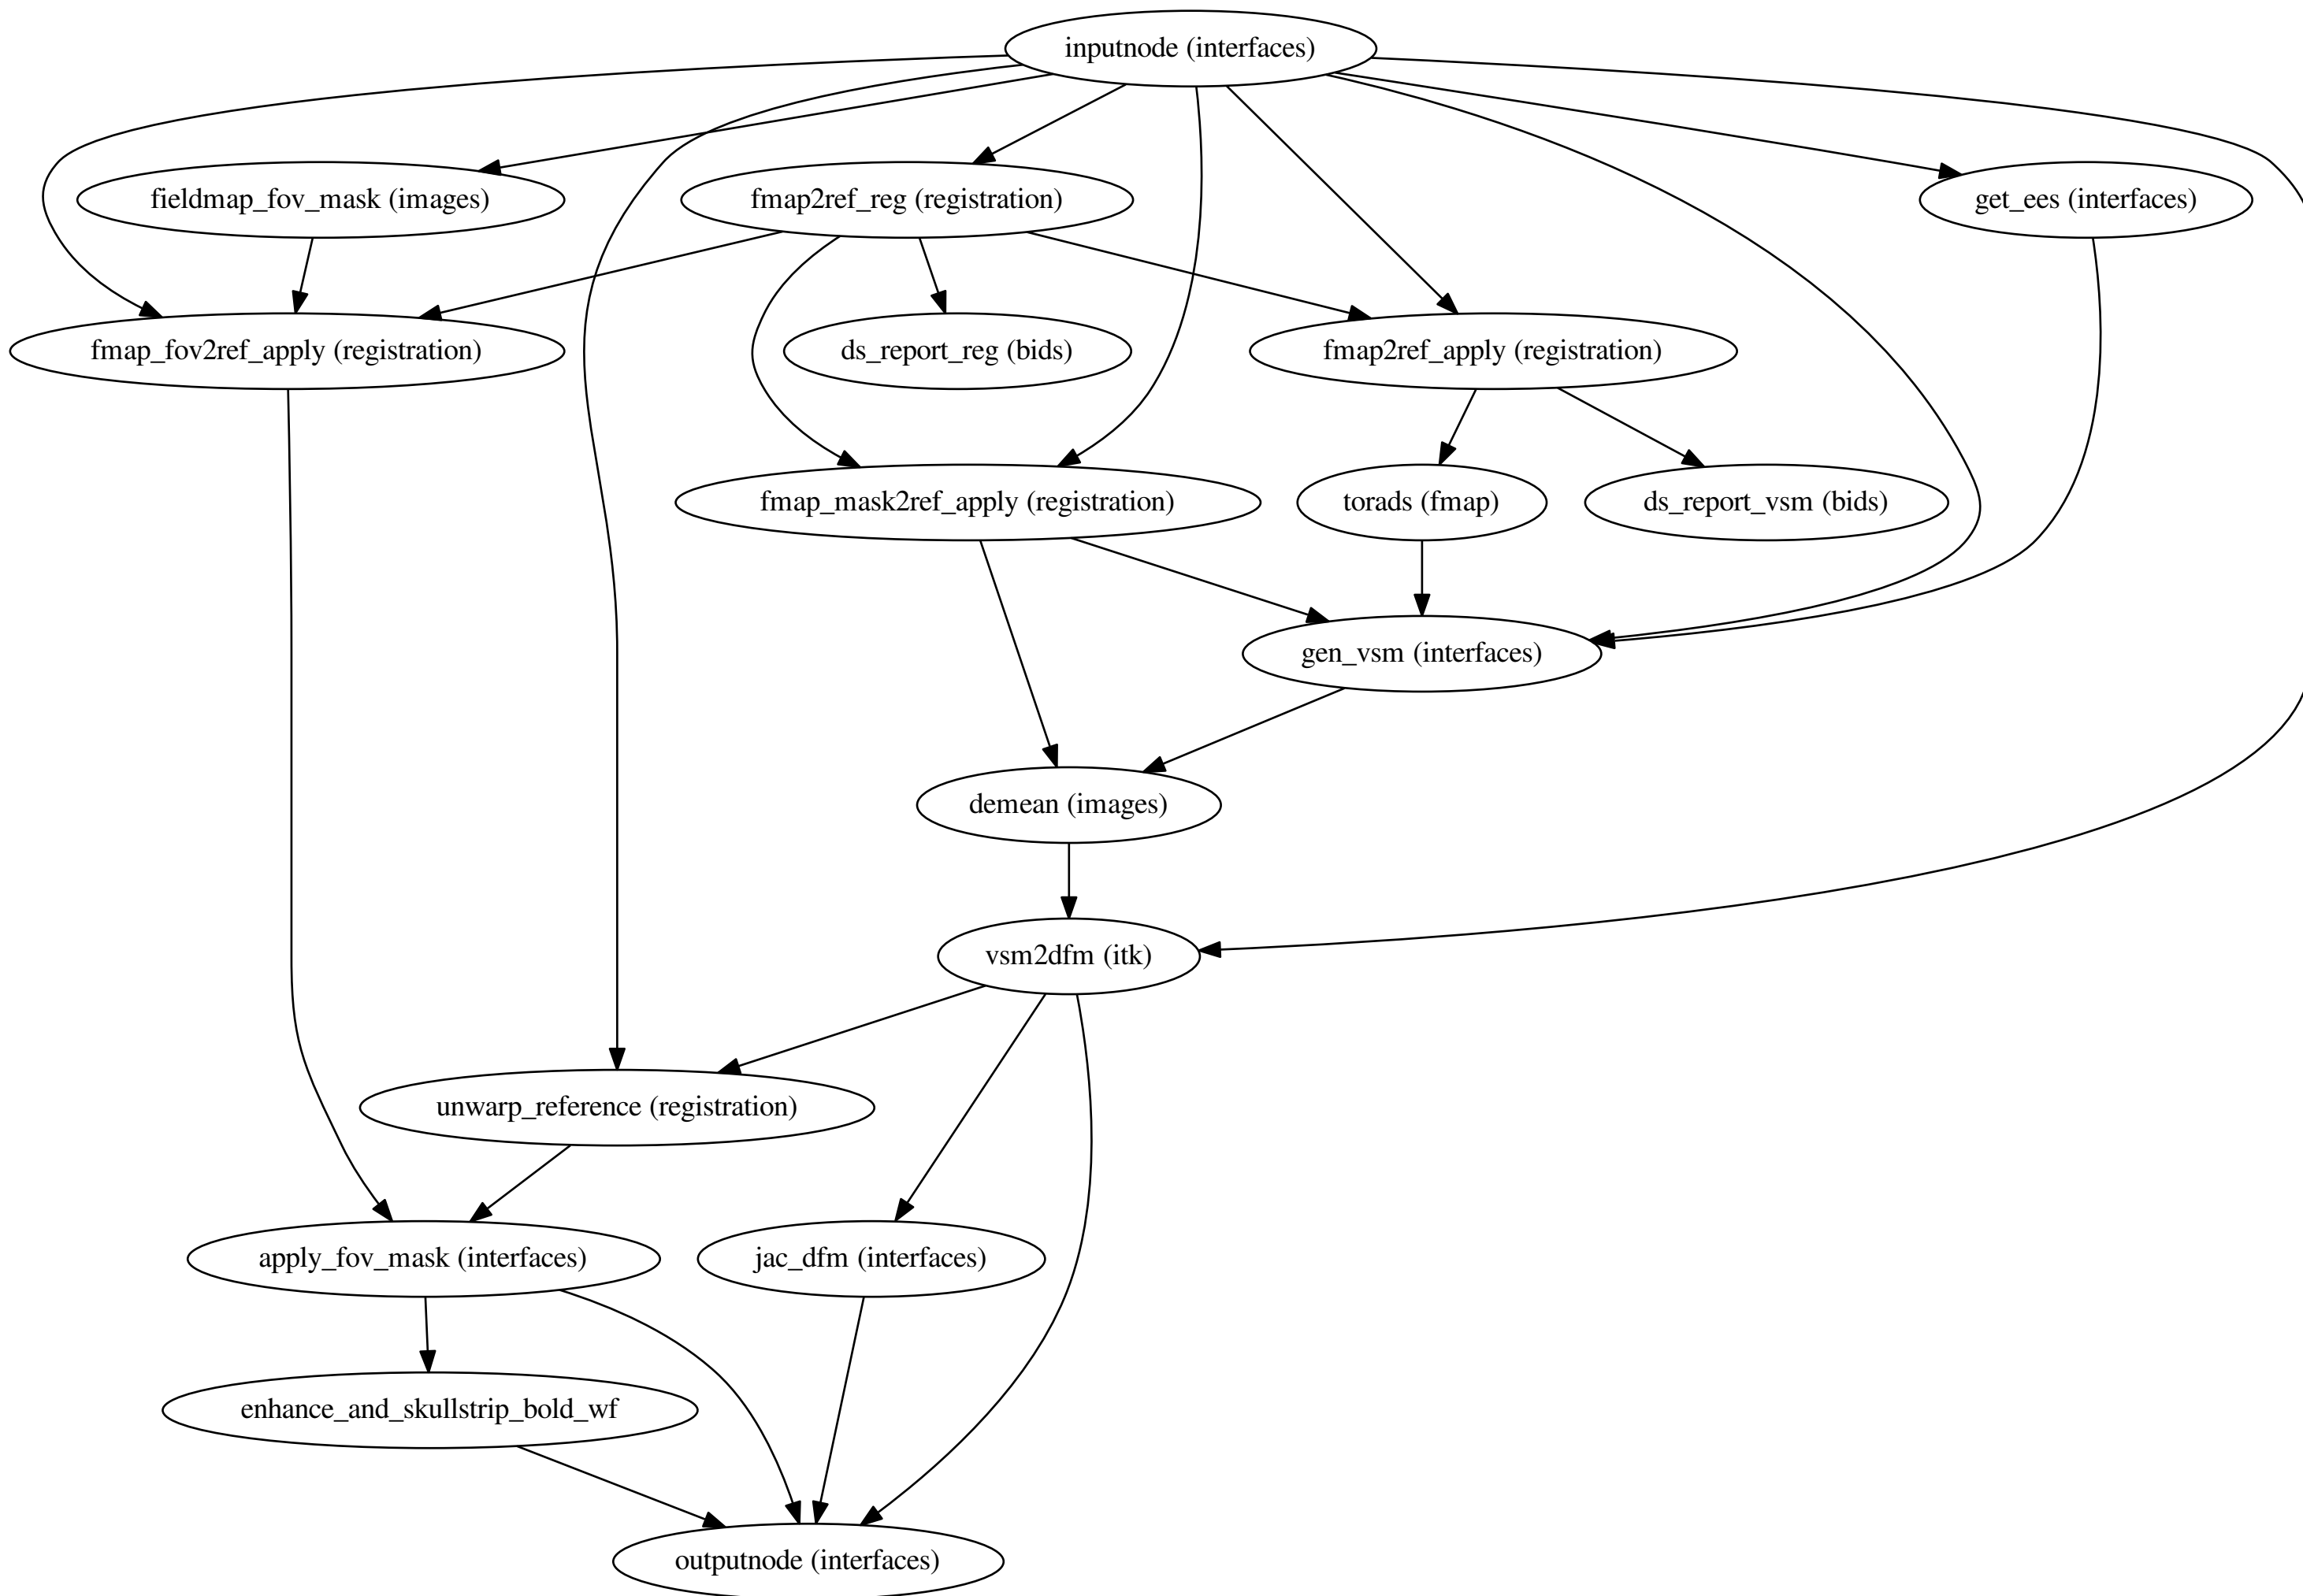 inputnode (interfaces)
fieldmap_fov_mask (images)
fmap2ref_reg (registration)
get_ees (interfaces)
fmap_fov2ref_apply (registration)
ds_report_reg (bids)
fmap2ref_apply (registration)
fmap_mask2ref_apply (registration)
torads (fmap)
ds_report_vsm (bids)
gen_vsm (interfaces)
demean (images)
vsm2dfm (itk)
unwarp_reference (registration)
apply_fov_mask (interfaces)
jac_dfm (interfaces)
enhance_and_skullstrip_bold_wf
outputnode (interfaces)